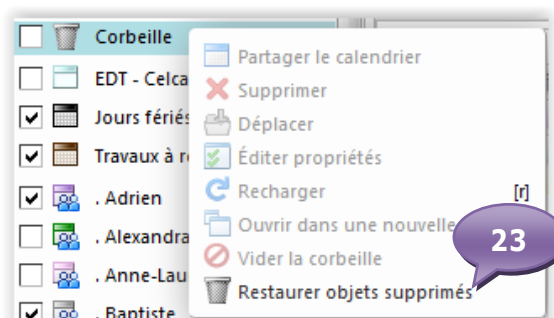 Corbeille
EDT - Celca
Jours fériés
Travaux à r
. Adrien
. Alexandra
. Anne-Lau
. Baptiste
Partager le calendrier
Supprimer
Déplacer
Éditer propriétés
Recharger [r]
Ouvrir dans une nouvelle
Vider la corbeille
Restaurer objets supprimés
23